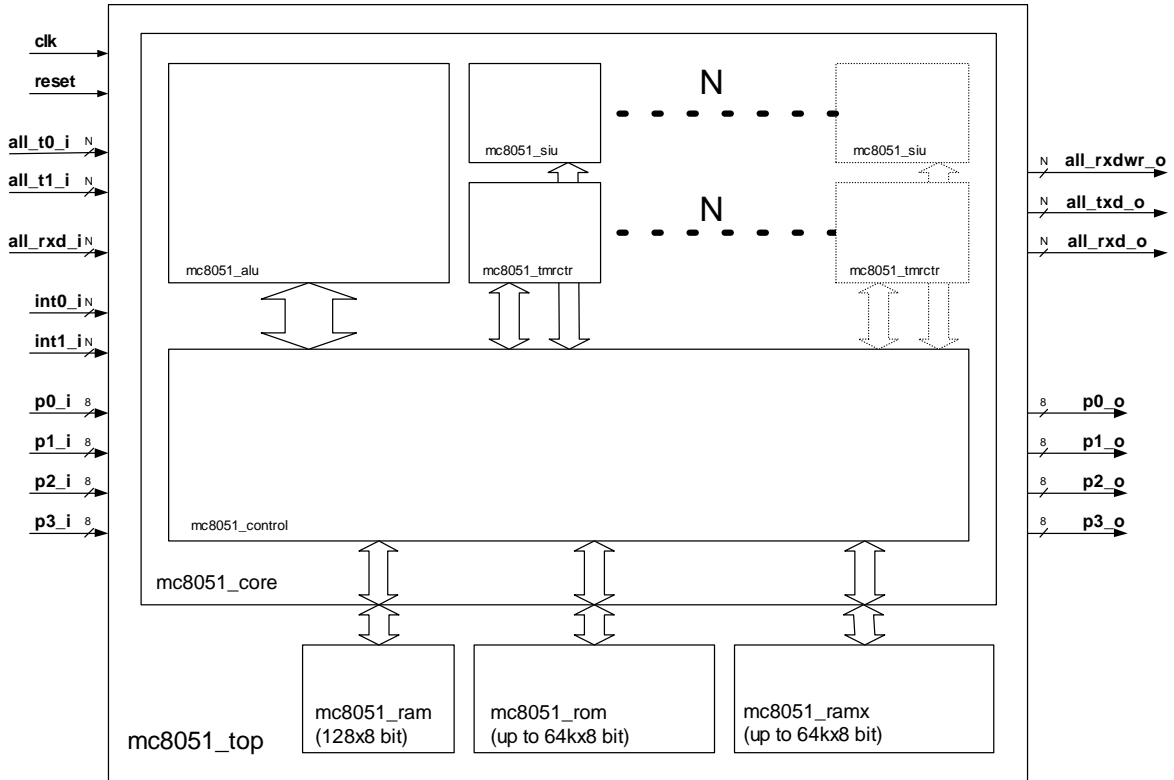 clk
reset
all_t0_i N
all_t1_i N
all_rxd_i N
int0_i N
int1_i N
p0_i 8
p1_i 8
p2_i 8
p3_i 8
mc8051_alu
mc8051_siu
N
mc8051_siu
mc8051_tmrctr
N
mc8051_tmrctr
mc8051_control
mc8051_core
mc8051_ram
(128x8 bit)
mc8051_rom
(up to 64kx8 bit)
mc8051_ramx
(up to 64kx8 bit)
mc8051_top
N all_rxdwr_o
N all_txd_o
N all_rxd_o
8 p0_o
8 p1_o
8 p2_o
8 p3_o